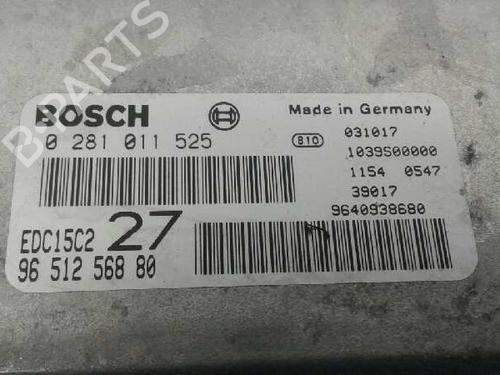 B-PARTS
BOSCH
Made in Germany
0 281 011 525
810
031017
1039S00000
1154 0547
39017
9640938680
EDC15C2 27
96 512 568 80